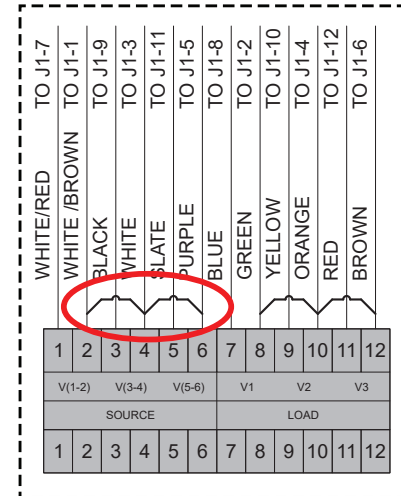 WHITE/RED TO J1-7
WHITE /BROWN TO J1-1
BLACK TO J1-9
WHITE TO J1-3
SLATE TO J1-11
PURPLE TO J1-5
BLUE TO J1-8
GREEN TO J1-2
YELLOW TO J1-10
ORANGE TO J1-4
RED TO J1-12
BROWN TO J1-6
1 2 3 4 5 6 7 8 9 10 11 12
V(1-2) V(3-4) V(5-6) V1 V2 V3
SOURCE LOAD
1 2 3 4 5 6 7 8 9 10 11 12